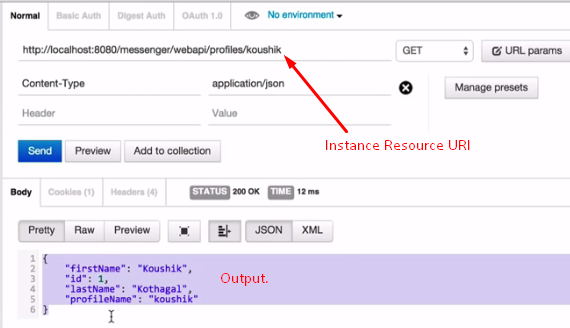 Normal Basic Auth Digest Auth OAuth 1.0 No environment
http://localhost:8080/messenger/webapi/profiles/koushik GET URL params
Content-Type application/json Manage presets
Header Value
Instance Resource URI
Send Preview Add to collection
Body Cookies (1) Headers (4) STATUS 200 OK TIME 12 ms
Pretty Raw Preview JSON XML
1 {
2 "firstName": "Koushik",
3 "id": 1,
Output.
4 "lastName": "Kothagal",
5 "profileName": "koushik"
6 }